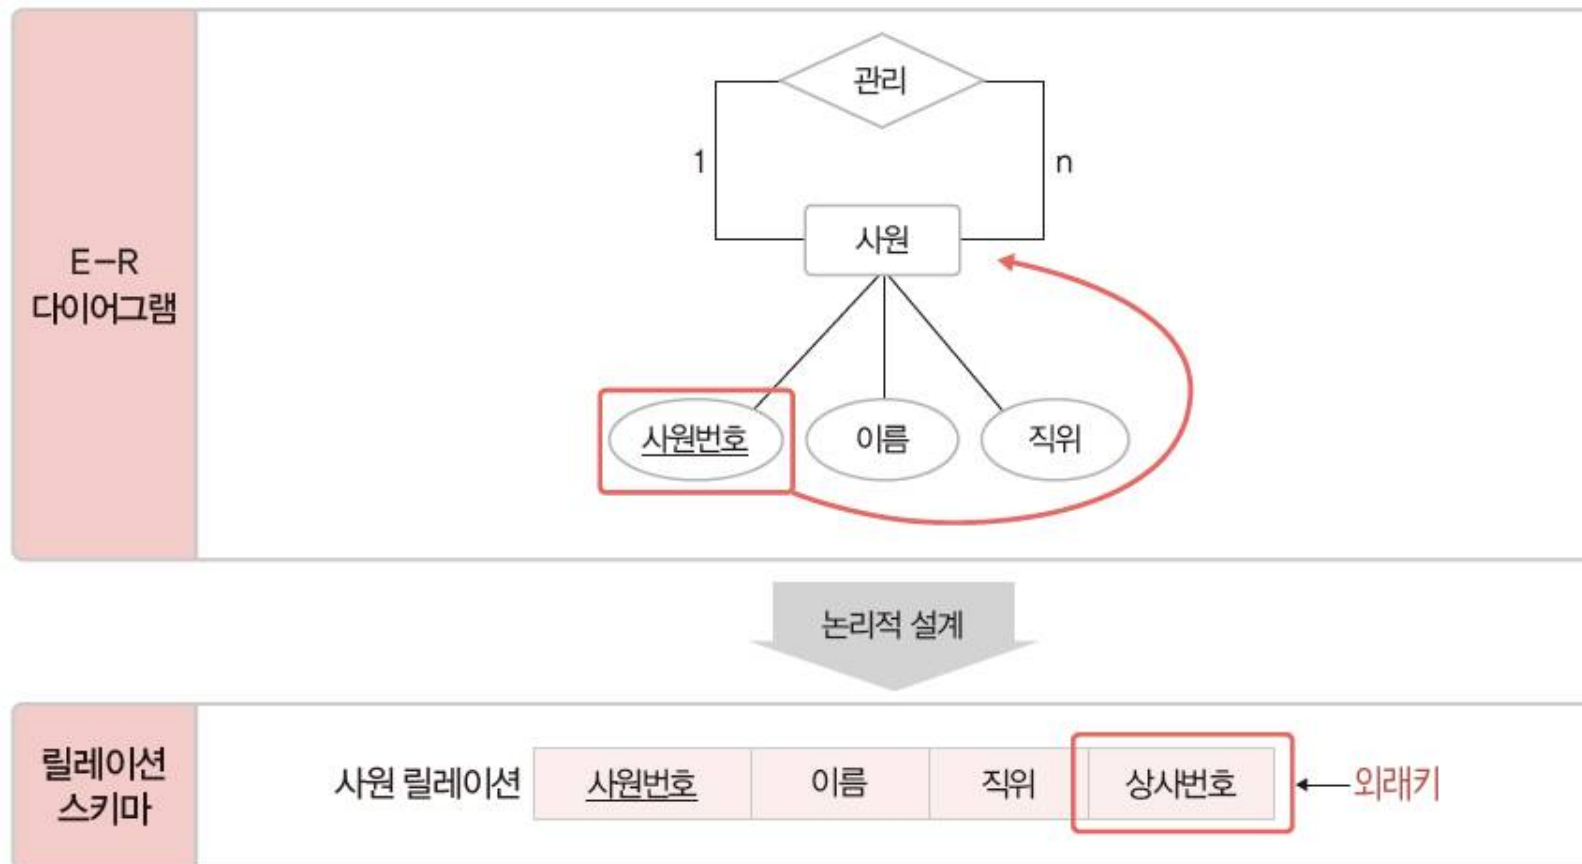 E-R
다이어그램
관리
1
n
사원
사원번호
이름
직위
논리적 설계
릴레이션
스키마
사원 릴레이션
사원번호
이름
직위
상사번호
외래키